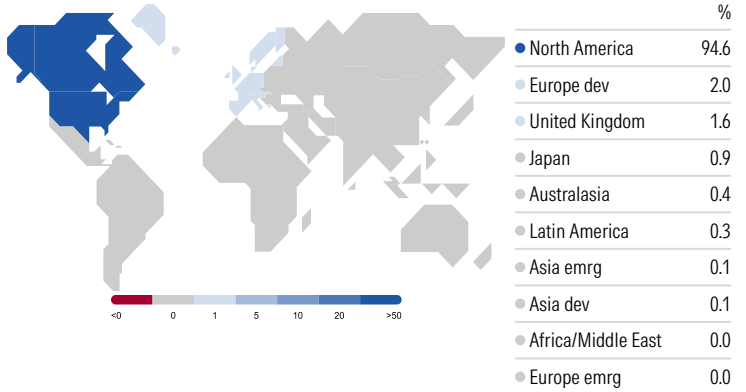 %
North America 94.6
Europe dev 2.0
United Kingdom 1.6
Japan 0.9
Australasia 0.4
Latin America 0.3
Asia emrg 0.1
Asia dev 0.1
Africa/Middle East 0.0
Europe emrg 0.0
<0 0 1 5 10 20 >50